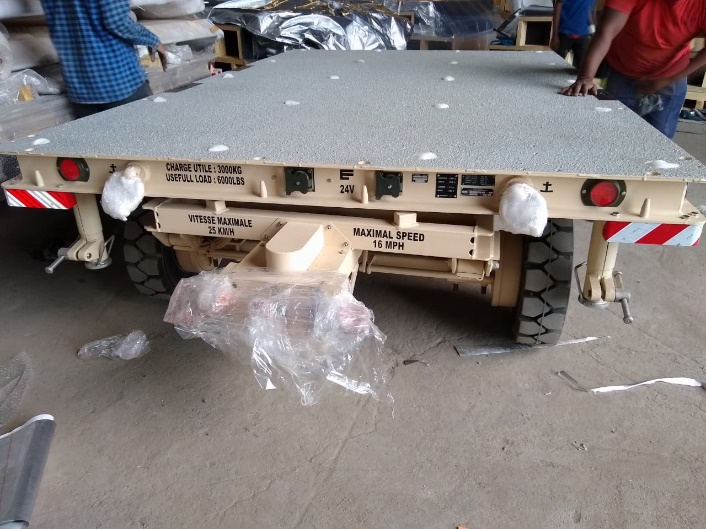 CHARGE UTILE : 3000KG
USEFULL LOAD : 6000LBS
E
24V
VITESSE MAXIMALE
25 KM/H
MAXIMAL SPEED
16 MPH